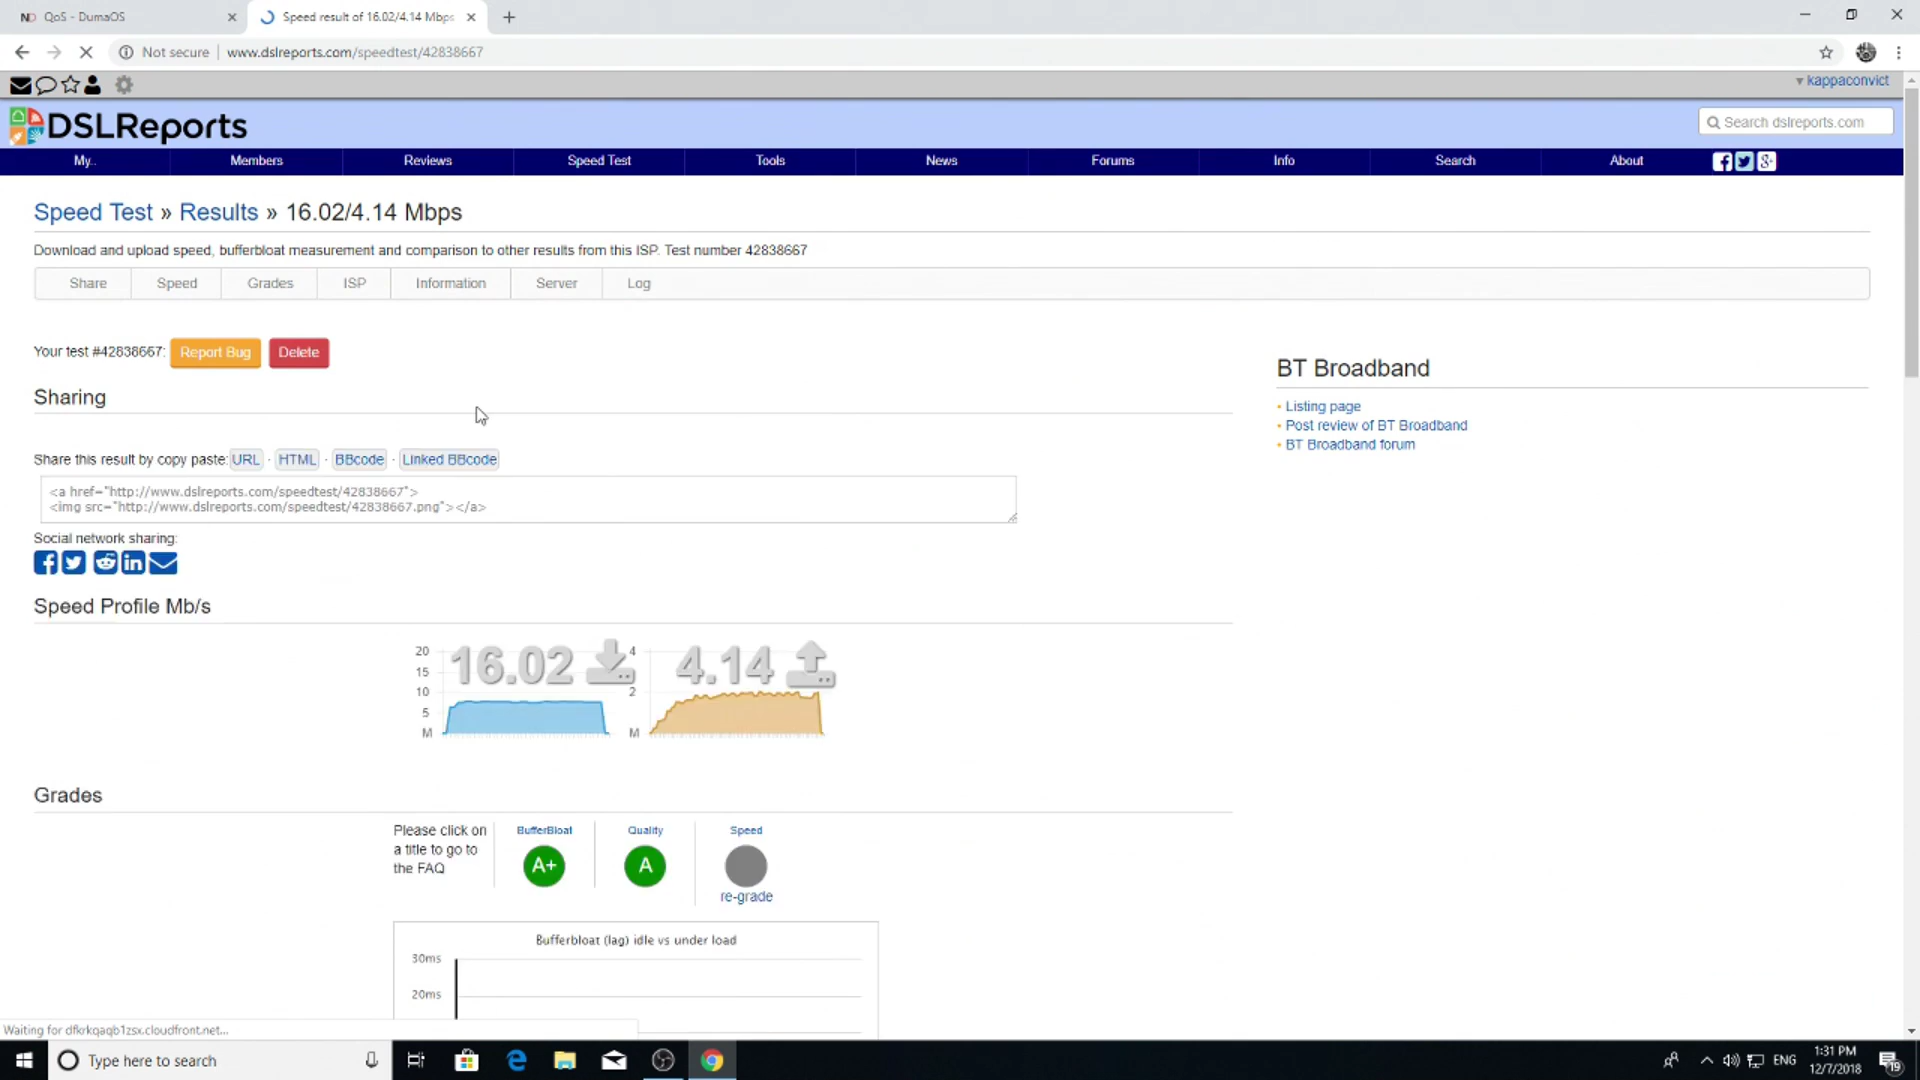 QoS - DumaOS
Speed result of 16.02/4.14 Mbps
Not secure
www.dslreports.com/speedtest/42838667
kappaconvict
DSLReports
Search dslreports.com
My..
Members
Reviews
Speed Test
Tools
News
Forums
Info
Search
About
Speed Test » Results » 16.02/4.14 Mbps
Download and upload speed, bufferbloat measurement and comparison to other results from this ISP. Test number 42838667
Share
Speed
Grades
ISP
Information
Server
Log
Your test #42838667: Report Bug Delete
BT Broadband
Listing page
Post review of BT Broadband
BT Broadband forum
Sharing
Share this result by copy paste: URL · HTML · BBcode · Linked BBcode
<a href="http://www.dslreports.com/speedtest/42838667">
<img src="http://www.dslreports.com/speedtest/42838667.png"></a>
Social network sharing:
Speed Profile Mb/s
20
15
10
5
M
16.02
4
2
M
4.14
Grades
Please click on
a title to go to
the FAQ
BufferBloat
A+
Quality
A
Speed
re-grade
Bufferbloat (lag) idle vs under load
30ms
20ms
Waiting for dfkrkqaqb1zsx.cloudfront.net...
Type here to search
ENG
1:31 PM
12/7/2018
19